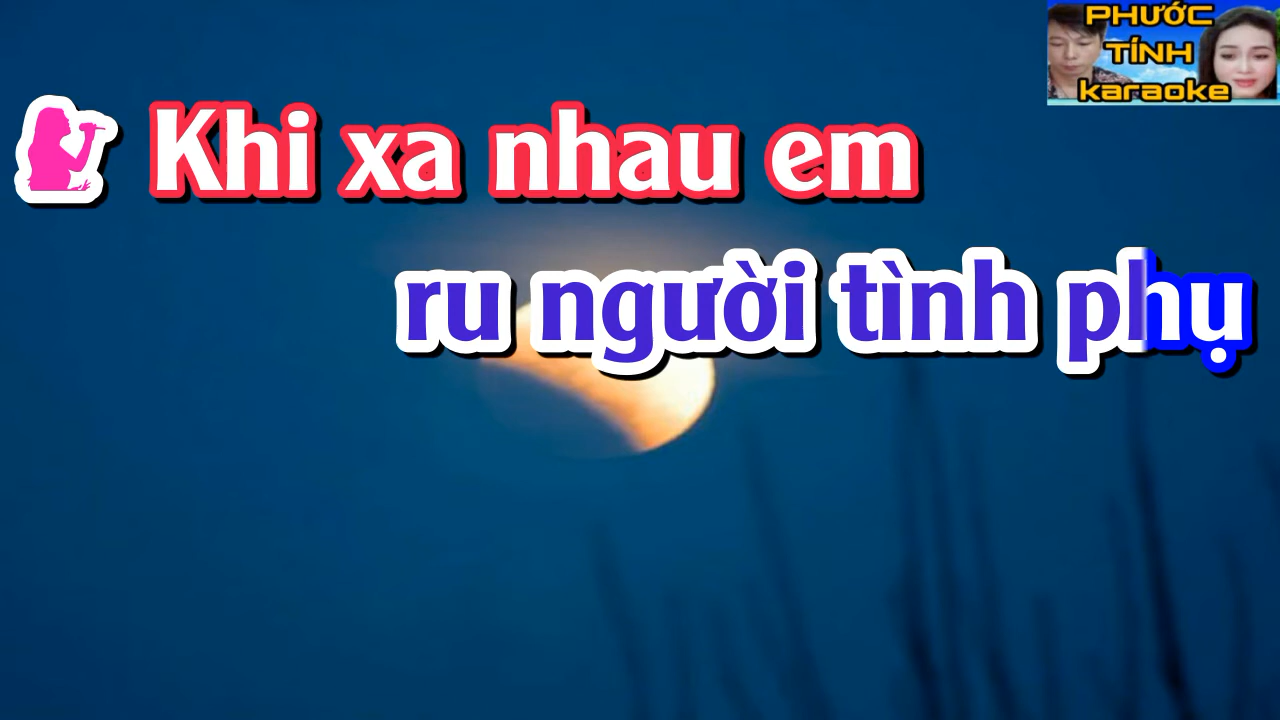 PHƯỚC
TÍNH
karaoke
Khi xa nhau em
ru người tình phụ